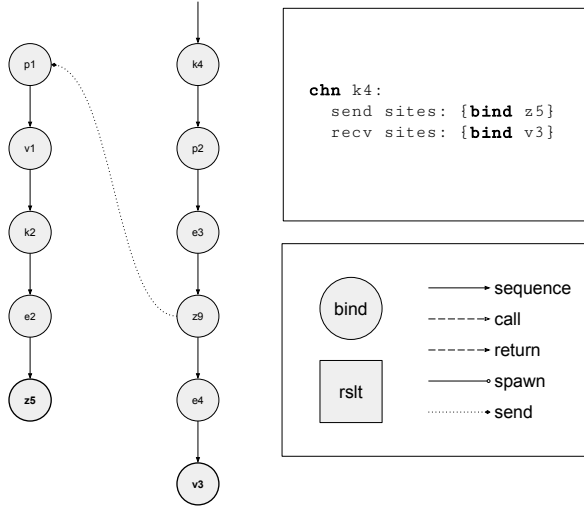 p1
v1
k2
e2
z5
k4
p2
e3
z9
e4
v3
chn k4:
send sites: {bind z5}
recv sites: {bind v3}
bind
rslt
sequence
call
return
spawn
send